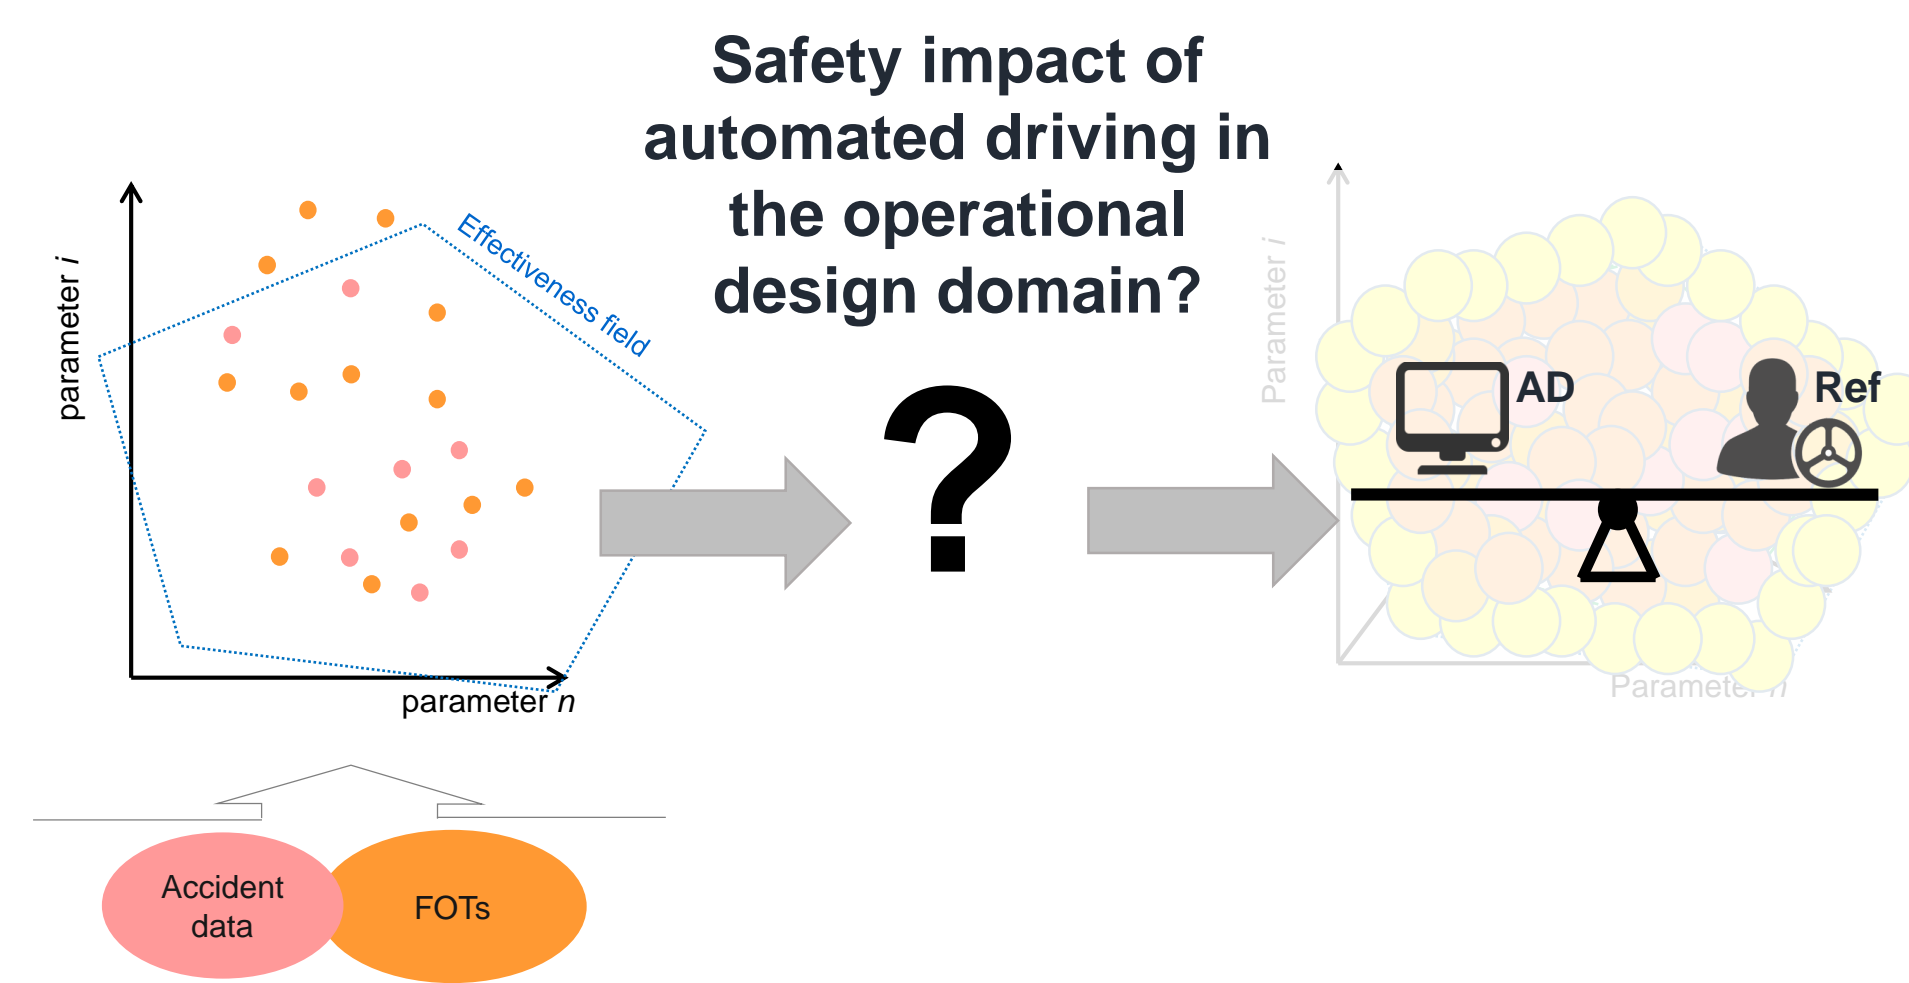 Safety impact of
automated driving in
the operational
design domain?
parameter i
Effectiveness field
parameter n
?
Parameter i
AD
Ref
Parameter n
Accident
data
FOTs